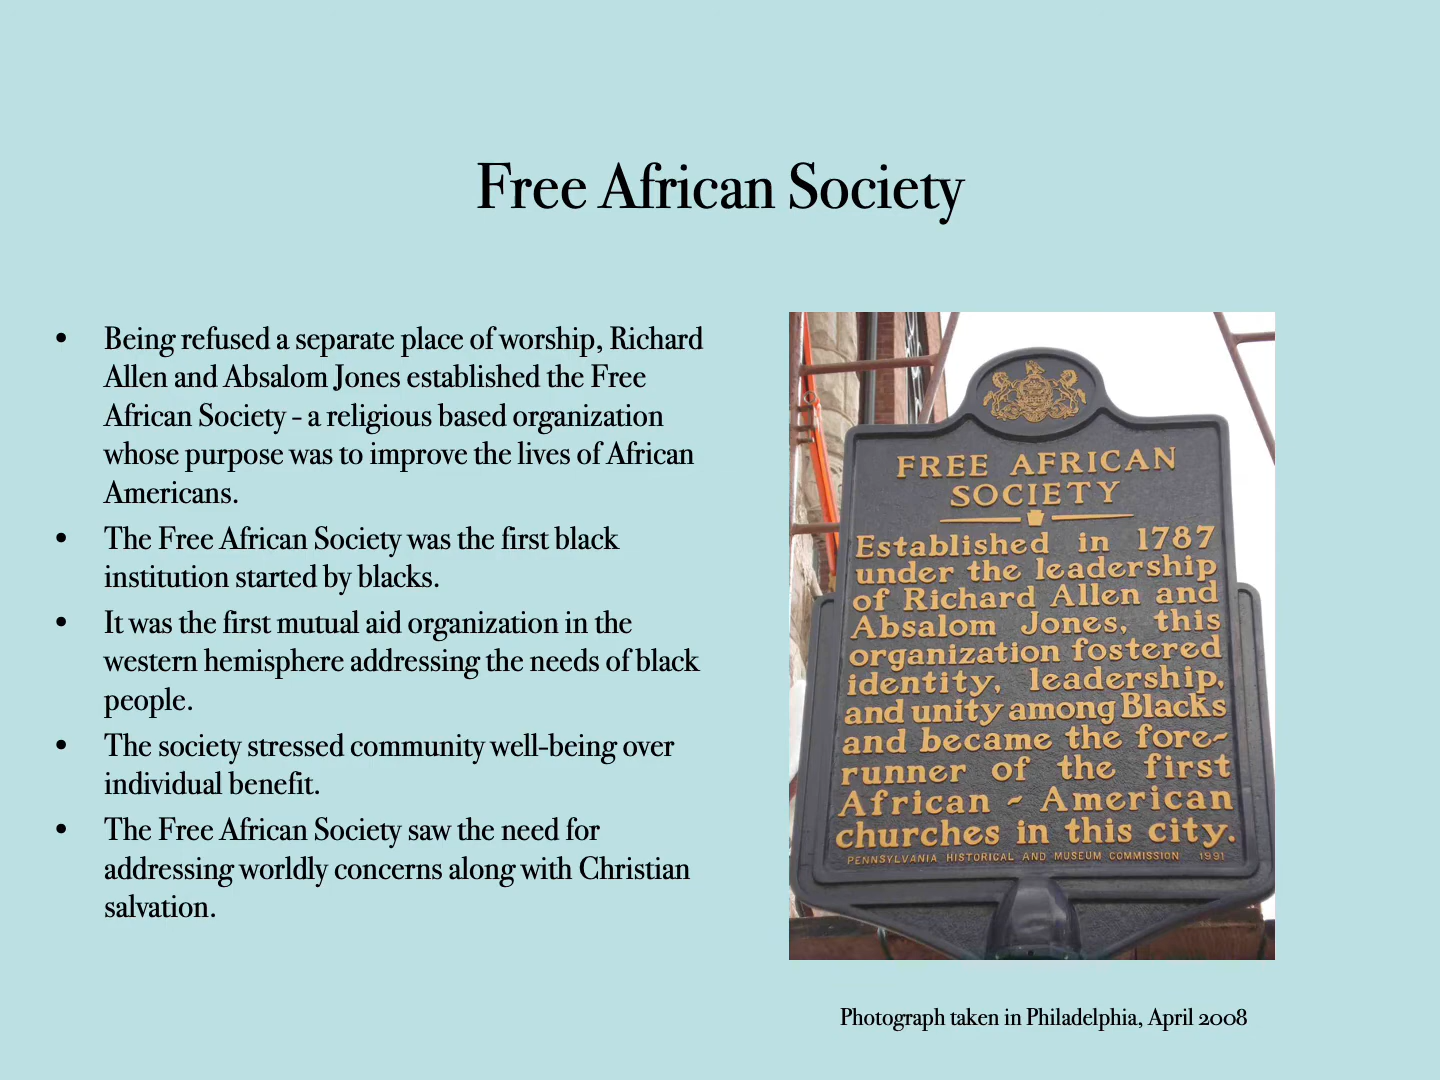 Free African Society
• Being refused a separate place of worship, Richard
Allen and Absalom Jones established the Free
African Society - a religious based organization
whose purpose was to improve the lives of African
Americans.
• The Free African Society was the first black
institution started by blacks.
• It was the first mutual aid organization in the
western hemisphere addressing the needs of black
people.
• The society stressed community well-being over
individual benefit.
• The Free African Society saw the need for
addressing worldly concerns along with Christian
salvation.
FREE AFRICAN
SOCIETY
Established in 1787
under the leadership
of Richard Allen and
Absalom Jones, this
organization fostered
identity, leadership,
and unity among Blacks
and became the fore-
runner of the first
African - American
churches in this city.
PENNSYLVANIA HISTORICAL AND MUSEUM COMMISSION 1991
Photograph taken in Philadelphia, April 2008